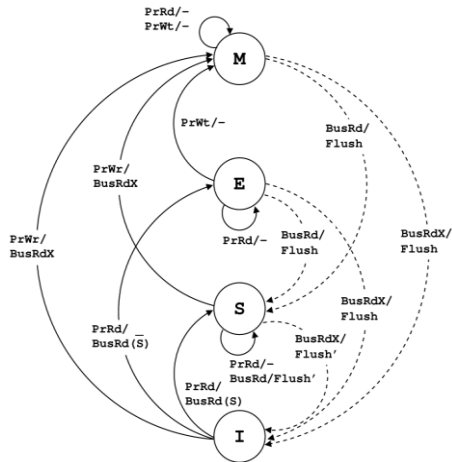 PrRd/–
PrWt/–
M
PrWt/–
BusRd/
Flush
PrWr/
BusRdX
E
PrRd/–
BusRd/
Flush
PrWr/
BusRdX
BusRdX/
Flush
BusRdX/
Flush
S
PrRd/
BusRd(S̅)
BusRdX/
Flush’
PrRd/–
BusRd/Flush’
PrRd/
BusRd(S)
I